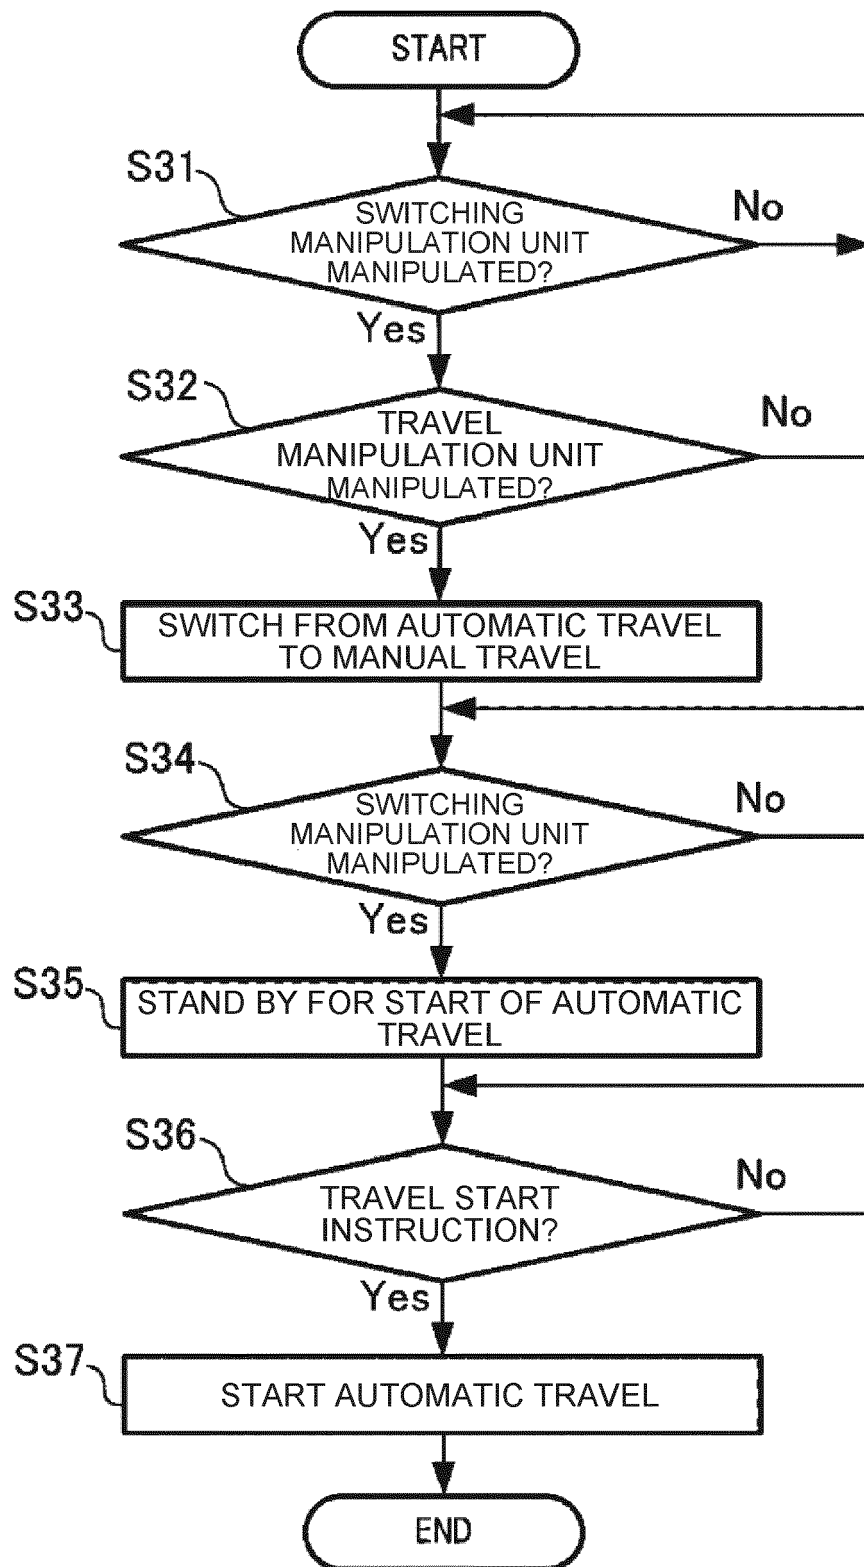 START
S31
SWITCHING
MANIPULATION UNIT
MANIPULATED?
No
Yes
S32
TRAVEL
MANIPULATION UNIT
MANIPULATED?
No
Yes
S33
SWITCH FROM AUTOMATIC TRAVEL
TO MANUAL TRAVEL
S34
SWITCHING
MANIPULATION UNIT
MANIPULATED?
No
Yes
S35
STAND BY FOR START OF AUTOMATIC
TRAVEL
S36
TRAVEL START
INSTRUCTION?
No
Yes
S37
START AUTOMATIC TRAVEL
END